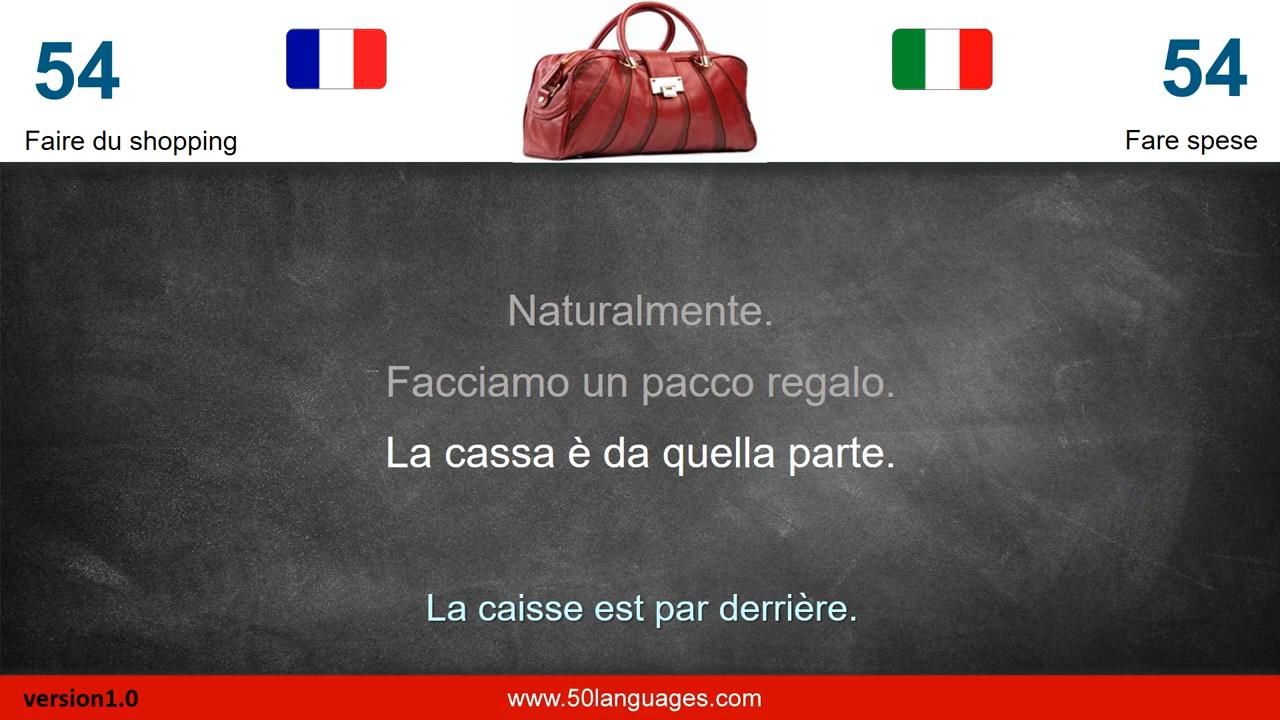 54
54
Faire du shopping
Fare spese
Naturalmente.
Facciamo un pacco regalo.
La cassa è da quella parte.
La caisse est par derrière.
version1.0
www.50languages.com